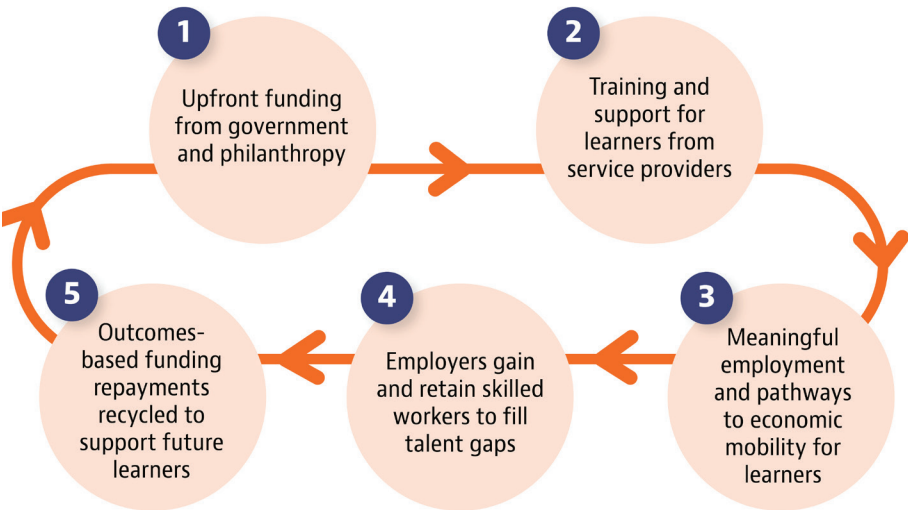 1
Upfront funding
from government
and philanthropy
2
Training and
support for
learners from
service providers
3
Meaningful
employment
and pathways
to economic
mobility for
learners
4
Employers gain
and retain skilled
workers to fill
talent gaps
5
Outcomes-
based funding
repayments
recycled to
support future
learners